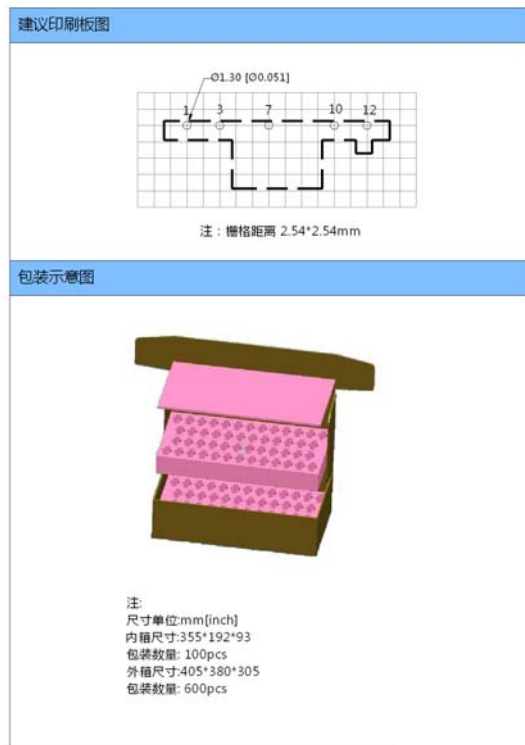 建议印刷板图
Ø1.30 [Ø0.051]
1 3 7 10 12
注：栅格距离 2.54*2.54mm
包装示意图
注:
尺寸单位:mm[inch]
内箱尺寸:355*192*93
包装数量: 100pcs
外箱尺寸:405*380*305
包装数量: 600pcs